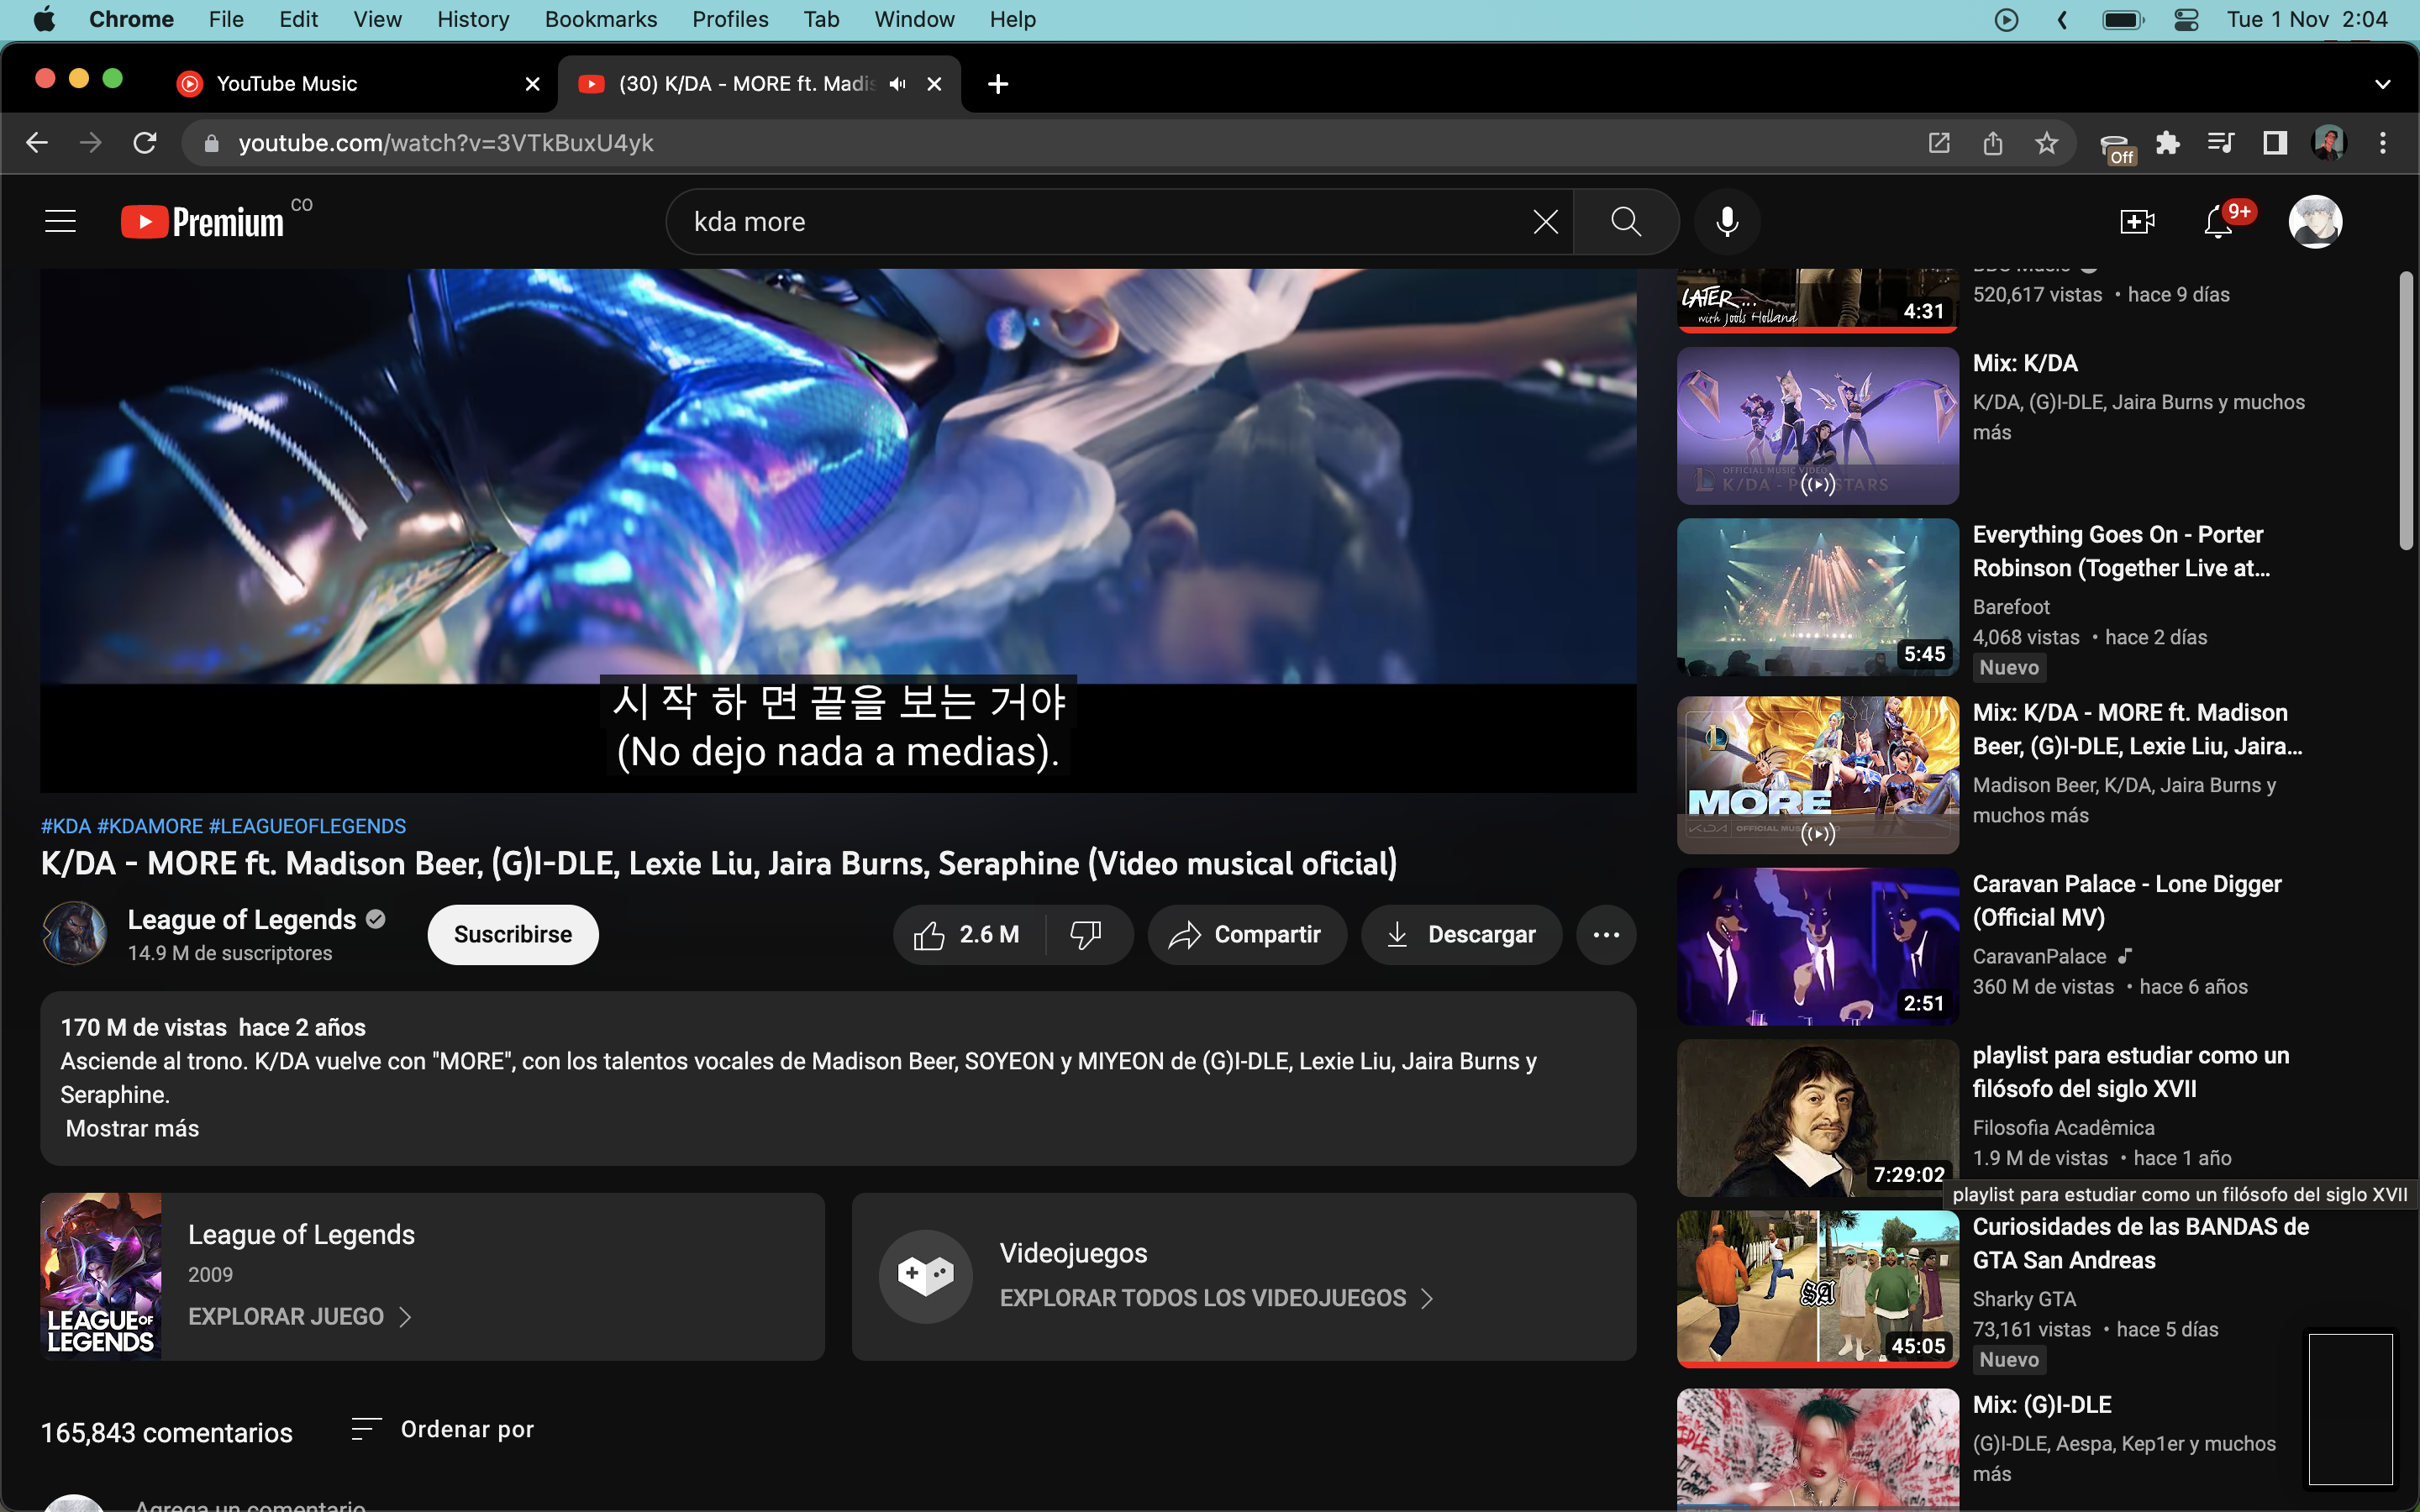 Chrome File Edit View History Bookmarks Profiles Tab Window Help
Tue 1 Nov 2:04
YouTube Music
(30) K/DA - MORE ft. Madis
youtube.com/watch?v=3VTkBuxU4yk
Off
Premium CO
kda more
9+
LATER...
with Jools Holland
4:31
520,617 vistas • hace 9 días
OFFICIAL MUSIC VIDEO
Mix: K/DA
K/DA, (G)I-DLE, Jaira Burns y muchos
más
5:45
Everything Goes On - Porter
Robinson (Together Live at...
Barefoot
4,068 vistas • hace 2 días
Nuevo
시 작 하 면 끝을 보는 거야
(No dejo nada a medias).
MORE
Mix: K/DA - MORE ft. Madison
Beer, (G)I-DLE, Lexie Liu, Jaira...
Madison Beer, K/DA, Jaira Burns y
muchos más
#KDA #KDAMORE #LEAGUEOFLEGENDS
K/DA - MORE ft. Madison Beer, (G)I-DLE, Lexie Liu, Jaira Burns, Seraphine (Video musical oficial)
League of Legends
14.9 M de suscriptores
Suscribirse
2.6 M
Compartir
Descargar
170 M de vistas hace 2 años
Asciende al trono. K/DA vuelve con "MORE", con los talentos vocales de Madison Beer, SOYEON y MIYEON de (G)I-DLE, Lexie Liu, Jaira Burns y
Seraphine.
Mostrar más
2:51
Caravan Palace - Lone Digger
(Official MV)
CaravanPalace
360 M de vistas • hace 6 años
7:29:02
playlist para estudiar como un
filósofo del siglo XVII
Filosofia Acadêmica
1.9 M de vistas • hace 1 año
playlist para estudiar como un filósofo del siglo XVII
LEAGUE OF
LEGENDS
League of Legends
2009
EXPLORAR JUEGO
Videojuegos
EXPLORAR TODOS LOS VIDEOJUEGOS
SA
45:05
Curiosidades de las BANDAS de
GTA San Andreas
Sharky GTA
73,161 vistas • hace 5 días
Nuevo
Mix: (G)I-DLE
(G)I-DLE, Aespa, Kep1er y muchos
más
165,843 comentarios
Ordenar por
Agrega un comentario